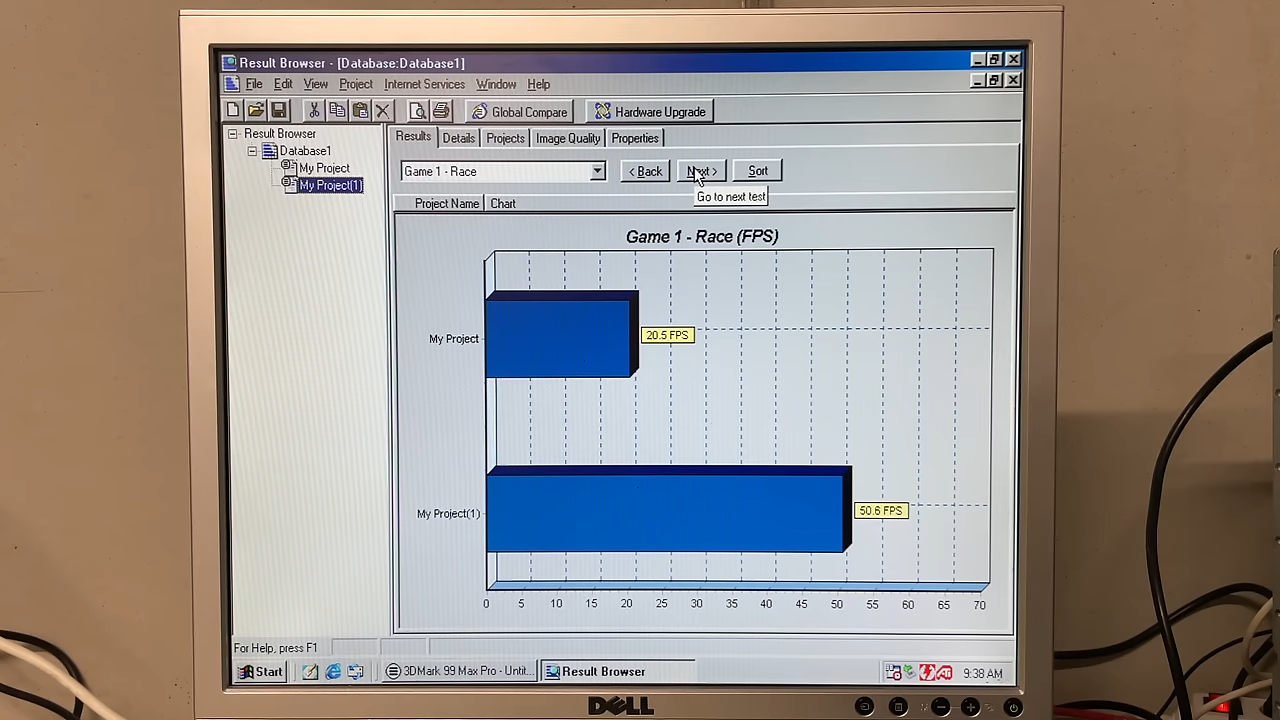 Result Browser - [Database:Database1]
File Edit View Project Internet Services Window Help
Global Compare Hardware Upgrade
Result Browser
Database1
My Project
My Project(1)
Results Details Projects Image Quality Properties
Game 1 - Race < Back Next > Sort
Go to next test
Project Name Chart
Game 1 - Race (FPS)
My Project 20.5 FPS
My Project(1) 50.6 FPS
0 5 10 15 20 25 30 35 40 45 50 55 60 65 70
For Help, press F1
Start 3DMark 99 Max Pro - Untit... Result Browser 9:38 AM
DELL